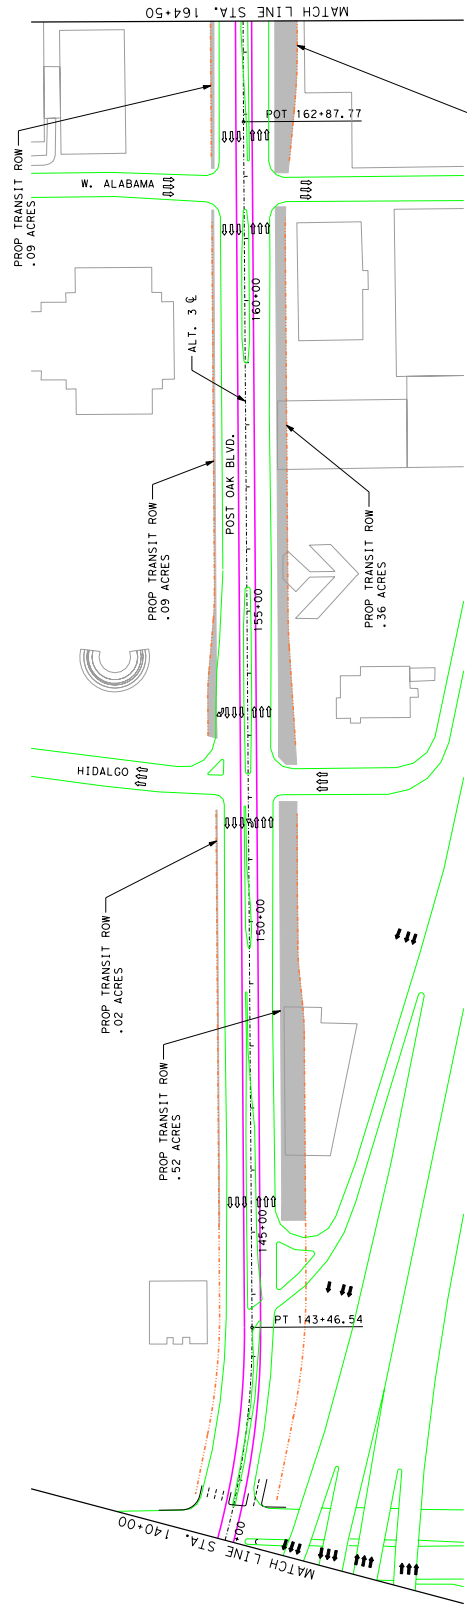 MATCH LINE STA. 164+50
POT 162+87.77
PROP TRANSIT ROW
.09 ACRES
W. ALABAMA
160+00
ALT. 3 ℄
POST OAK BLVD.
PROP TRANSIT ROW
.09 ACRES
PROP TRANSIT ROW
.36 ACRES
155+00
HIDALGO
150+00
PROP TRANSIT ROW
.02 ACRES
PROP TRANSIT ROW
.52 ACRES
145+00
PT 143+46.54
+00
MATCH LINE STA. 140+00